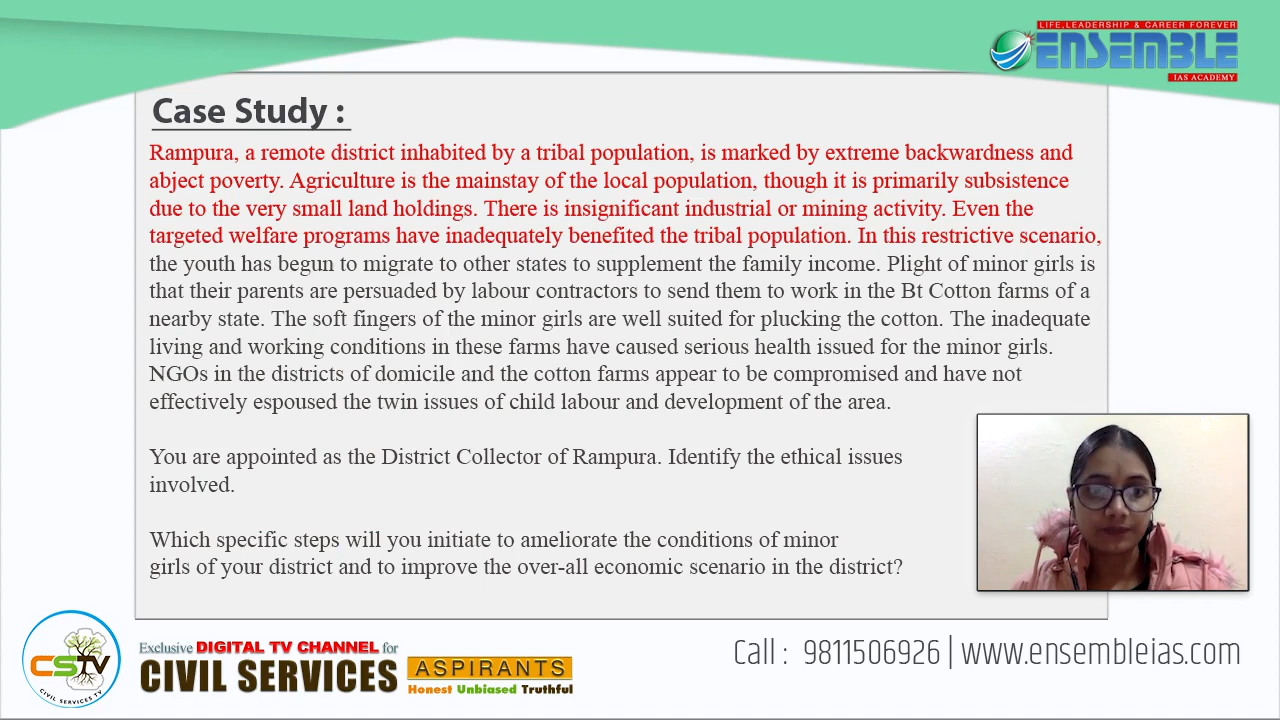 LIFE, LEADERSHIP & CAREER FOREVER
ENSEMBLE
IAS ACADEMY
Case Study :
Rampura, a remote district inhabited by a tribal population, is marked by extreme backwardness and
abject poverty. Agriculture is the mainstay of the local population, though it is primarily subsistence
due to the very small land holdings. There is insignificant industrial or mining activity. Even the
targeted welfare programs have inadequately benefited the tribal population. In this restrictive scenario,
the youth has begun to migrate to other states to supplement the family income. Plight of minor girls is
that their parents are persuaded by labour contractors to send them to work in the Bt Cotton farms of a
nearby state. The soft fingers of the minor girls are well suited for plucking the cotton. The inadequate
living and working conditions in these farms have caused serious health issued for the minor girls.
NGOs in the districts of domicile and the cotton farms appear to be compromised and have not
effectively espoused the twin issues of child labour and development of the area.
You are appointed as the District Collector of Rampura. Identify the ethical issues
involved.
Which specific steps will you initiate to ameliorate the conditions of minor
girls of your district and to improve the over-all economic scenario in the district?
CSTV
CIVIL SERVICES TV
Exclusive DIGITAL TV CHANNEL for
CIVIL SERVICES ASPIRANTS
Honest Unbiased Truthful
Call : 9811506926 | www.ensembleias.com